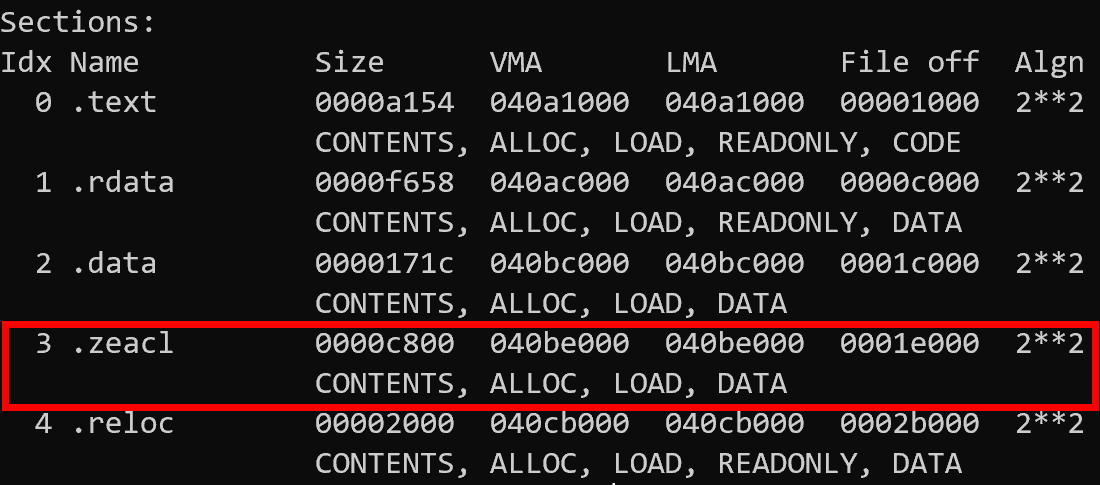 Sections:
Idx Name          Size      VMA       LMA       File off  Algn
  0 .text         0000a154  040a1000  040a1000  00001000  2**2
                  CONTENTS, ALLOC, LOAD, READONLY, CODE
  1 .rdata        0000f658  040ac000  040ac000  0000c000  2**2
                  CONTENTS, ALLOC, LOAD, READONLY, DATA
  2 .data         0000171c  040bc000  040bc000  0001c000  2**2
                  CONTENTS, ALLOC, LOAD, DATA
  3 .zeacl        0000c800  040be000  040be000  0001e000  2**2
                  CONTENTS, ALLOC, LOAD, DATA
  4 .reloc        00002000  040cb000  040cb000  0002b000  2**2
                  CONTENTS, ALLOC, LOAD, READONLY, DATA